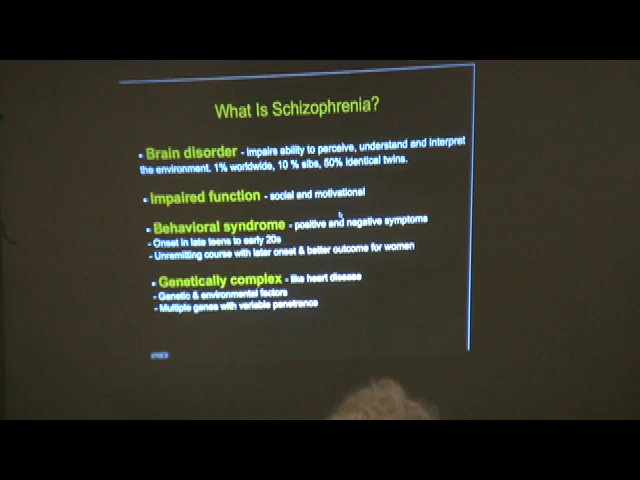 What Is Schizophrenia?
▪ Brain disorder - impairs ability to perceive, understand and interpret
the environment. 1% worldwide, 10 % sibs, 50% identical twins.
▪ Impaired function - social and motivational
▪ Behavioral syndrome - positive and negative symptoms
- Onset in late teens to early 20s
- Unremitting course with later onset & better outcome for women
▪ Genetically complex - like heart disease
- Genetic & environmental factors
- Multiple genes with variable penetrance